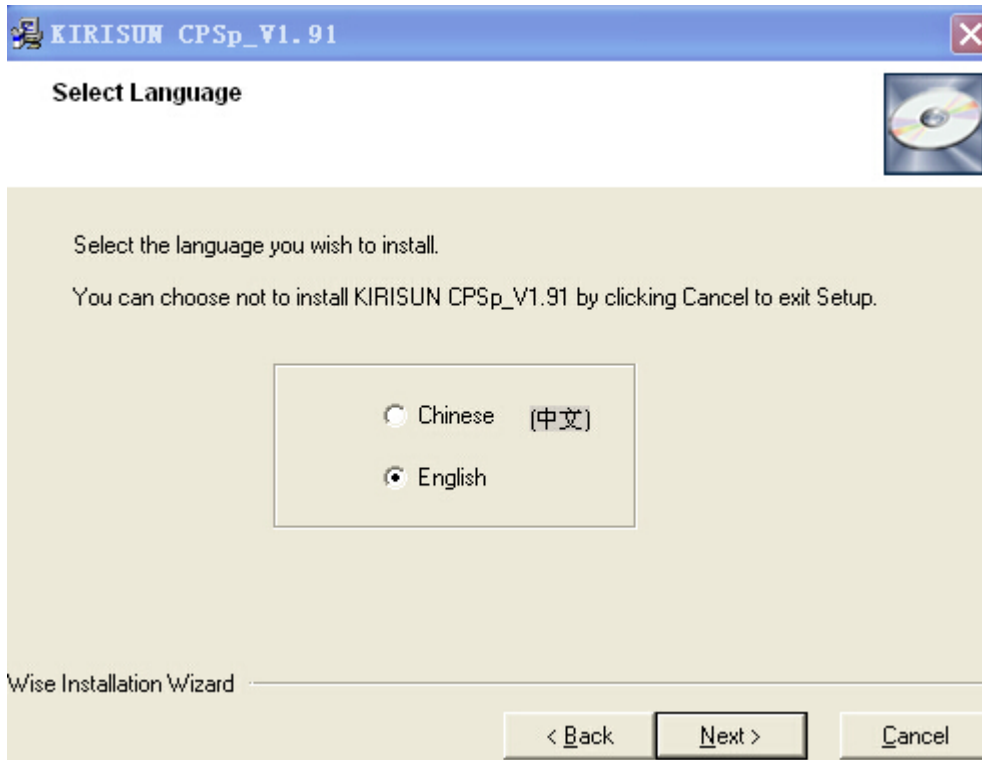 KIRISUN CPSp_V1.91
Select Language
Select the language you wish to install.
You can choose not to install KIRISUN CPSp_V1.91 by clicking Cancel to exit Setup.
Chinese (中文)
English
Wise Installation Wizard
< Back Next > Cancel